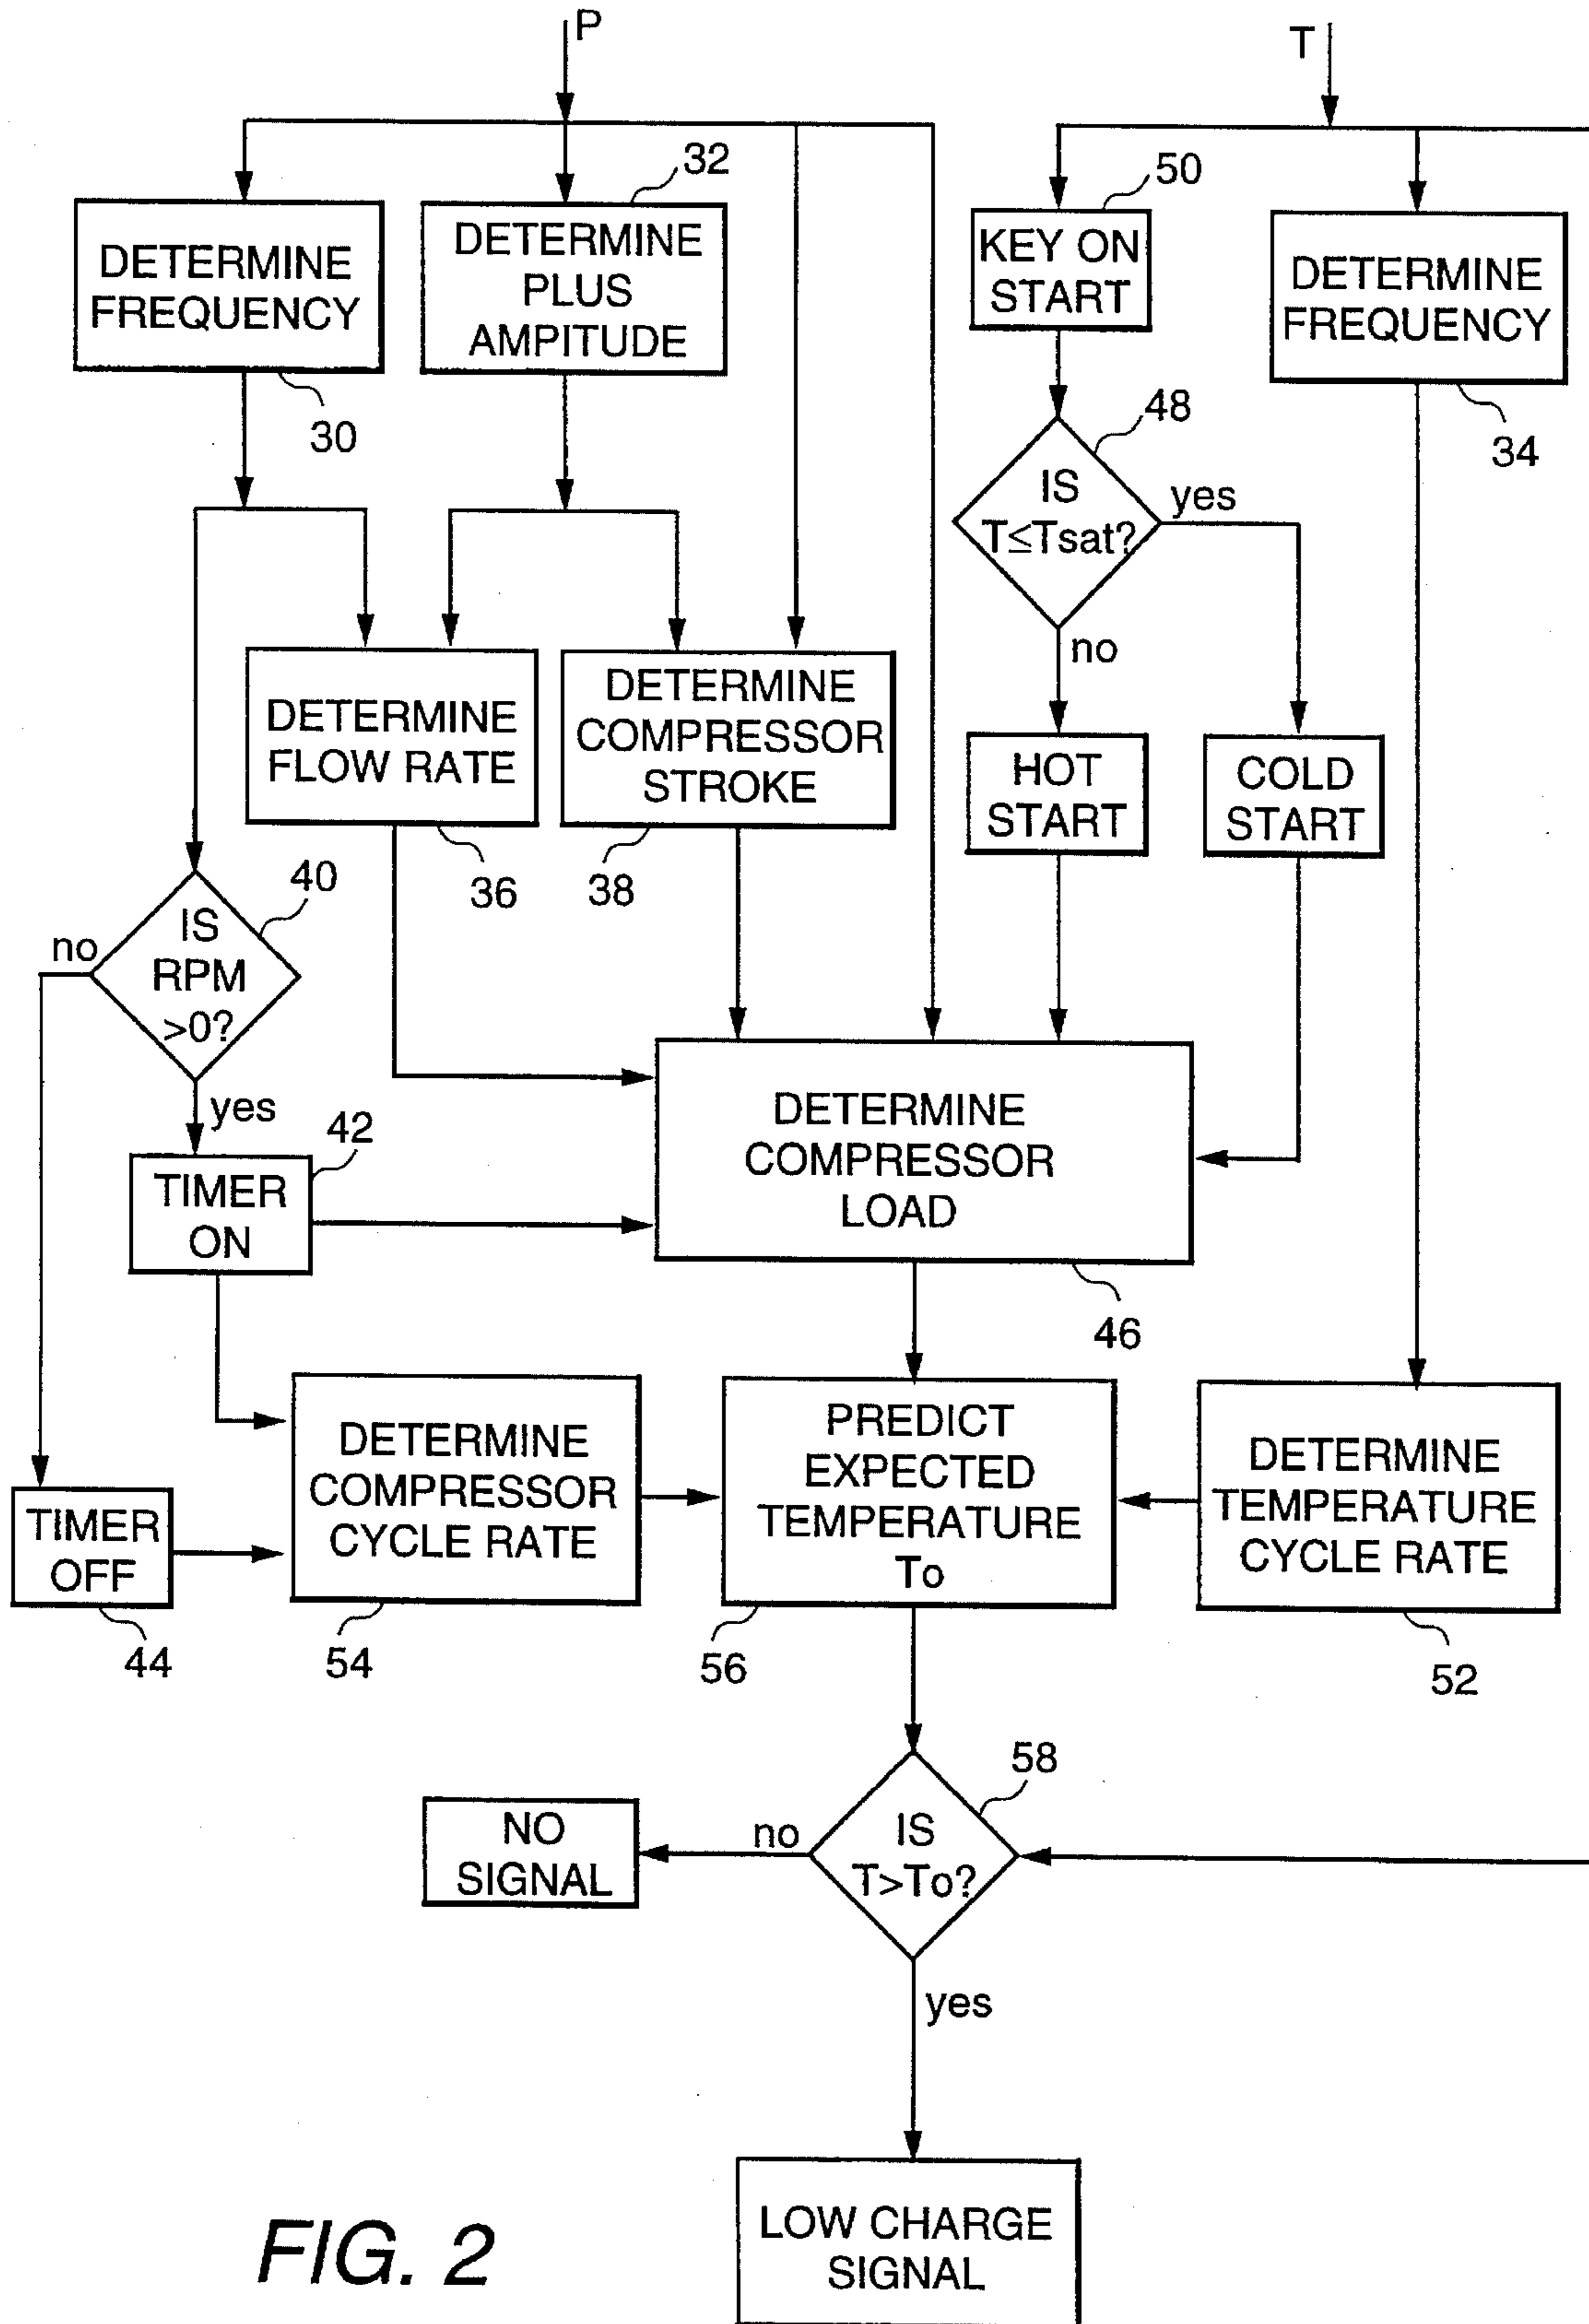 P
T
32
50
DETERMINE
FREQUENCY
DETERMINE
PLUS
AMPITUDE
KEY ON
START
DETERMINE
FREQUENCY
30
48
34
IS
T≤Tsat?
yes
no
DETERMINE
FLOW RATE
DETERMINE
COMPRESSOR
STROKE
HOT
START
COLD
START
36
38
40
IS
RPM
>0?
no
yes
42
TIMER
ON
DETERMINE
COMPRESSOR
LOAD
46
TIMER
OFF
44
DETERMINE
COMPRESSOR
CYCLE RATE
54
PREDICT
EXPECTED
TEMPERATURE
To
56
DETERMINE
TEMPERATURE
CYCLE RATE
52
58
IS
T>To?
no
NO
SIGNAL
yes
LOW CHARGE
SIGNAL
FIG. 2